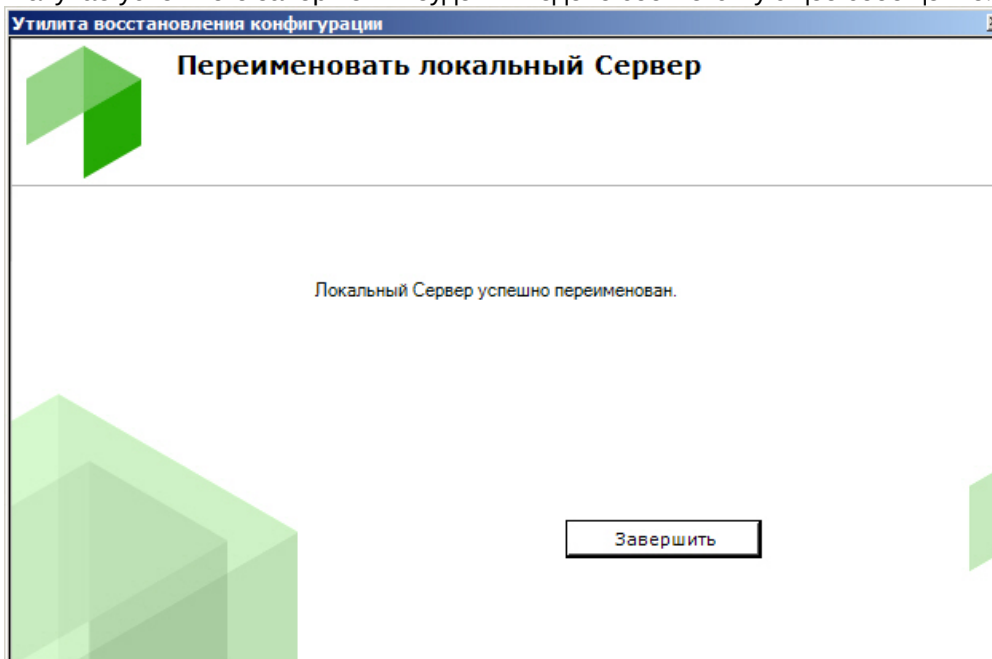 Утилита восстановления конфигурации
Переименовать локальный Сервер
Локальный Сервер успешно переименован.
Завершить